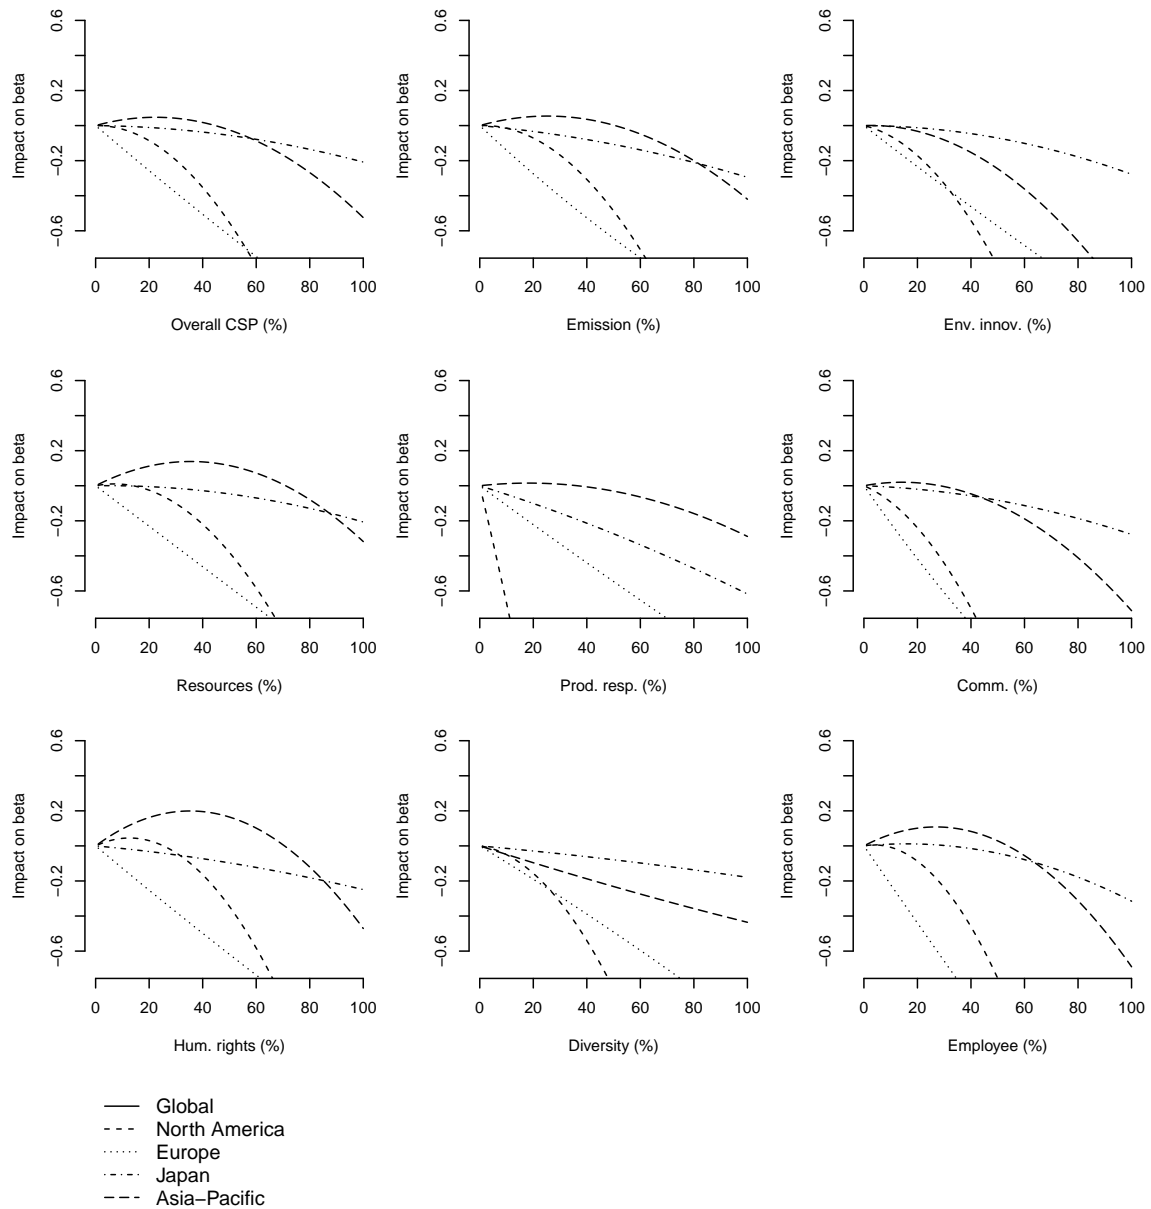 Impact on beta
0.6
0.2
−0.2
−0.6
0 20 40 60 80 100
Overall CSP (%)
Impact on beta
0.6
0.2
−0.2
−0.6
0 20 40 60 80 100
Emission (%)
Impact on beta
0.6
0.2
−0.2
−0.6
0 20 40 60 80 100
Env. innov. (%)
Impact on beta
0.6
0.2
−0.2
−0.6
0 20 40 60 80 100
Resources (%)
Impact on beta
0.6
0.2
−0.2
−0.6
0 20 40 60 80 100
Prod. resp. (%)
Impact on beta
0.6
0.2
−0.2
−0.6
0 20 40 60 80 100
Comm. (%)
Impact on beta
0.6
0.2
−0.2
−0.6
0 20 40 60 80 100
Hum. rights (%)
Impact on beta
0.6
0.2
−0.2
−0.6
0 20 40 60 80 100
Diversity (%)
Impact on beta
0.6
0.2
−0.2
−0.6
0 20 40 60 80 100
Employee (%)
Global
North America
Europe
Japan
Asia−Pacific